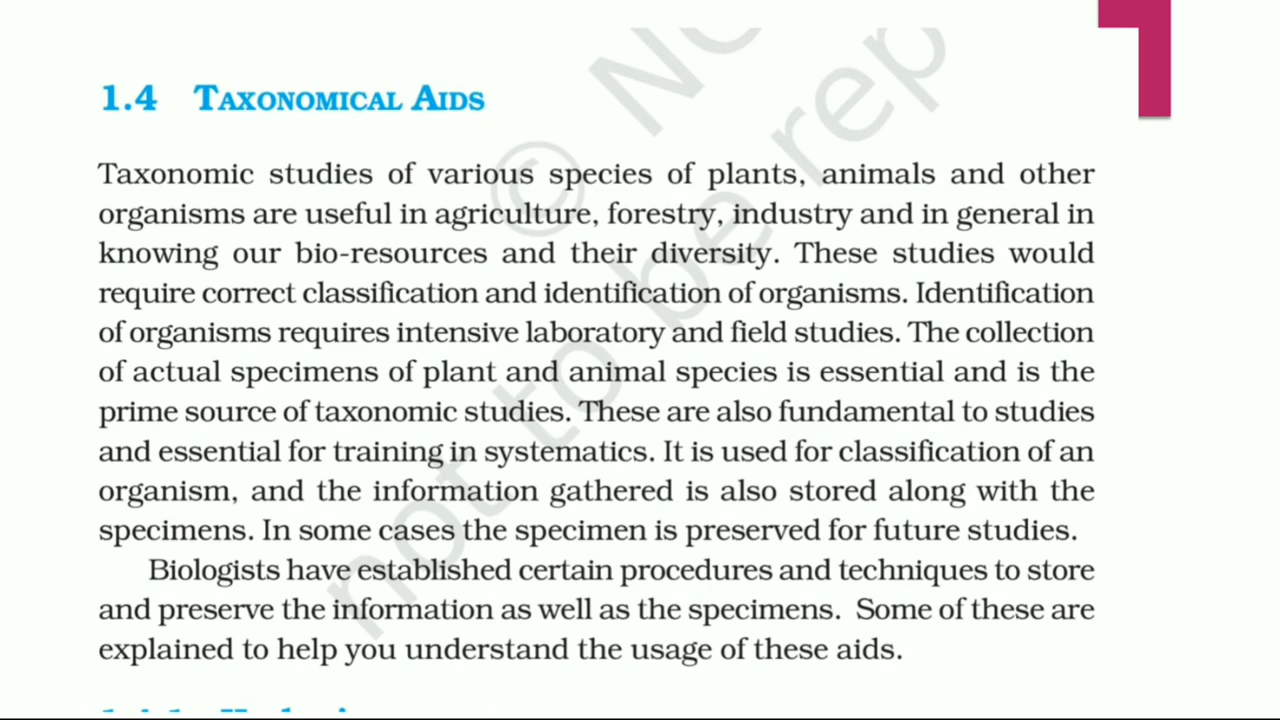 © NC
not to be rep
1.4 TAXONOMICAL AIDS
Taxonomic studies of various species of plants, animals and other
organisms are useful in agriculture, forestry, industry and in general in
knowing our bio-resources and their diversity. These studies would
require correct classification and identification of organisms. Identification
of organisms requires intensive laboratory and field studies. The collection
of actual specimens of plant and animal species is essential and is the
prime source of taxonomic studies. These are also fundamental to studies
and essential for training in systematics. It is used for classification of an
organism, and the information gathered is also stored along with the
specimens. In some cases the specimen is preserved for future studies.
Biologists have established certain procedures and techniques to store
and preserve the information as well as the specimens. Some of these are
explained to help you understand the usage of these aids.